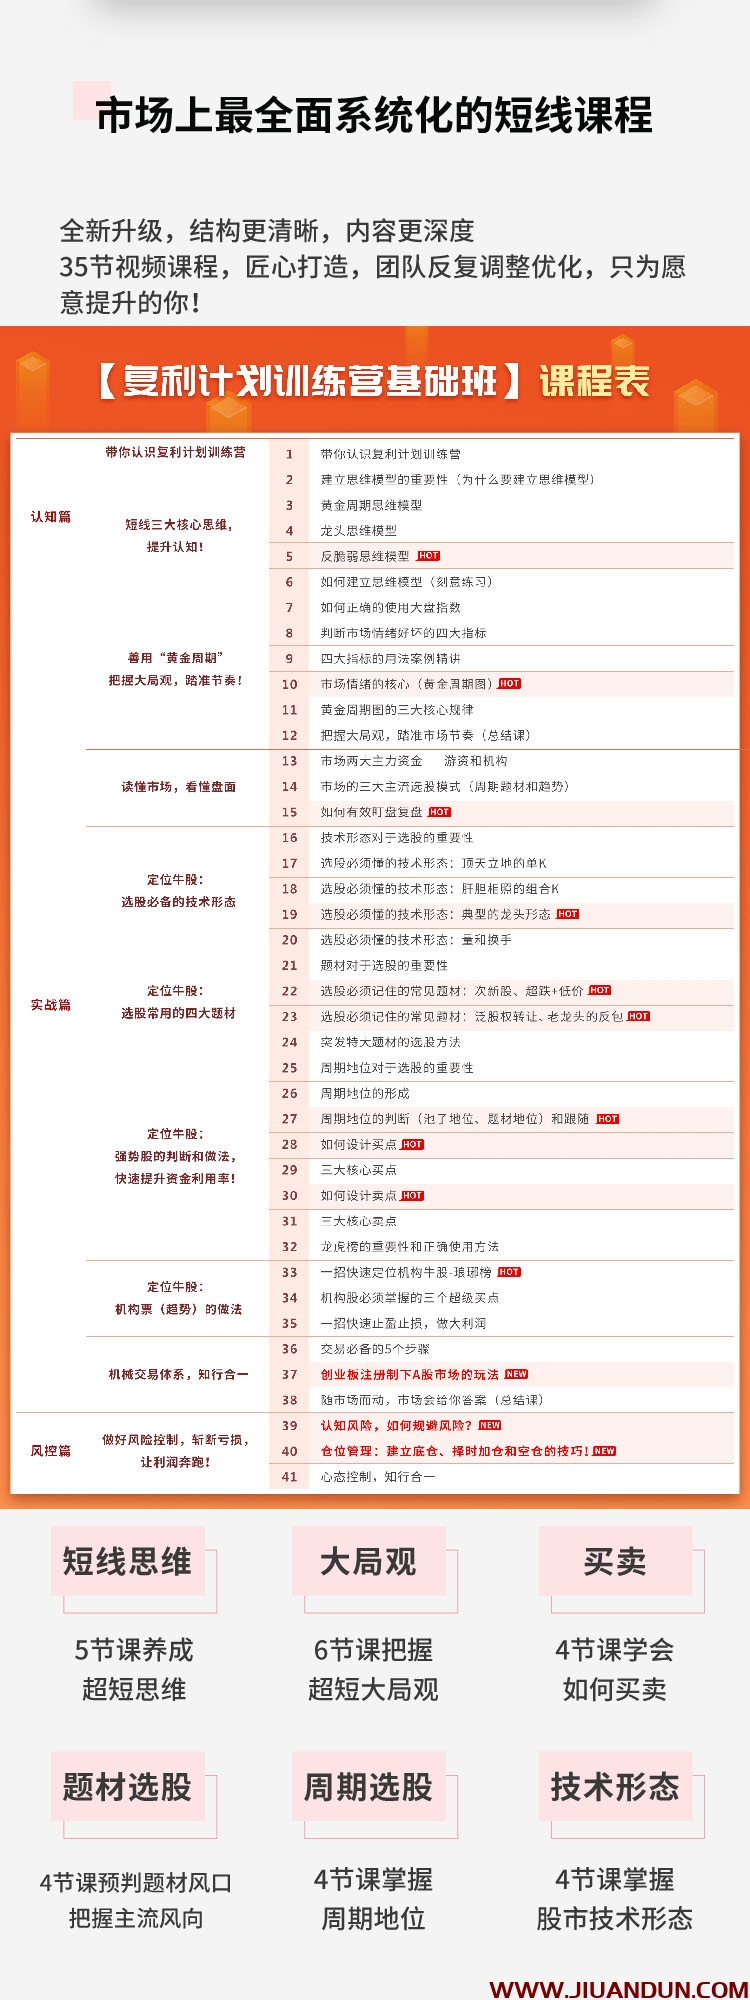 市场上最全面系统化的短线课程
全新升级，结构更清晰，内容更深度
35节视频课程，匠心打造，团队反复调整优化，只为愿
意提升的你！
【复利计划训练营基础班】课程表
认知篇
带你认识复利计划训练营
1 带你认识复利计划训练营
短线三大核心思维，
提升认知！
2 建立思维模型的重要性（为什么要建立思维模型）
3 黄金周期思维模型
4 龙头思维模型
5 反脆弱思维模型 HOT
6 如何建立思维模型（刻意练习）
善用“黄金周期”
把握大局观，踏准节奏！
7 如何正确的使用大盘指数
8 判断市场情绪好坏的四大指标
9 四大指标的用法案例精讲
10 市场情绪的核心（黄金周期图）HOT
11 黄金周期图的三大核心规律
12 把握大局观，踏准市场节奏（总结课）
实战篇
读懂市场，看懂盘面
13 市场两大主力资金 游资和机构
14 市场的三大主流选股模式（周期题材和趋势）
15 如何有效盯盘复盘 HOT
定位牛股：
选股必备的技术形态
16 技术形态对于选股的重要性
17 选股必须懂的技术形态：顶天立地的单K
18 选股必须懂的技术形态：肝胆相照的组合K
19 选股必须懂的技术形态：典型的龙头形态 HOT
20 选股必须懂的技术形态：量和换手
定位牛股：
选股常用的四大题材
21 题材对于选股的重要性
22 选股必须记住的常见题材：次新股、超跌+低价 HOT
23 选股必须记住的常见题材：泛股权转让、老龙头的反包 HOT
24 突发特大题材的选股方法
定位牛股：
强势股的判断和做法，
快速提升资金利用率！
25 周期地位对于选股的重要性
26 周期地位的形成
27 周期地位的判断（池了地位、题材地位）和跟随 HOT
28 如何设计买点 HOT
29 三大核心买点
30 如何设计卖点 HOT
31 三大核心卖点
32 龙虎榜的重要性和正确使用方法
定位牛股：
机构票（趋势）的做法
33 一招快速定位机构牛股-琅琊榜 HOT
34 机构股必须掌握的三个超级买点
35 一招快速止盈止损，做大利润
机械交易体系，知行合一
36 交易必备的5个步骤
37 创业板注册制下A股市场的玩法 NEW
38 随市场而动，市场会给你答案（总结课）
风控篇
做好风险控制，斩断亏损，
让利润奔跑！
39 认知风险，如何规避风险？NEW
40 仓位管理：建立底仓、择时加仓和空仓的技巧！NEW
41 心态控制，知行合一
短线思维
5节课养成
超短思维
大局观
6节课把握
超短大局观
买卖
4节课学会
如何买卖
题材选股
4节课预判题材风口
把握主流风向
周期选股
4节课掌握
周期地位
技术形态
4节课掌握
股市技术形态
WWW.JIUANDUN.COM